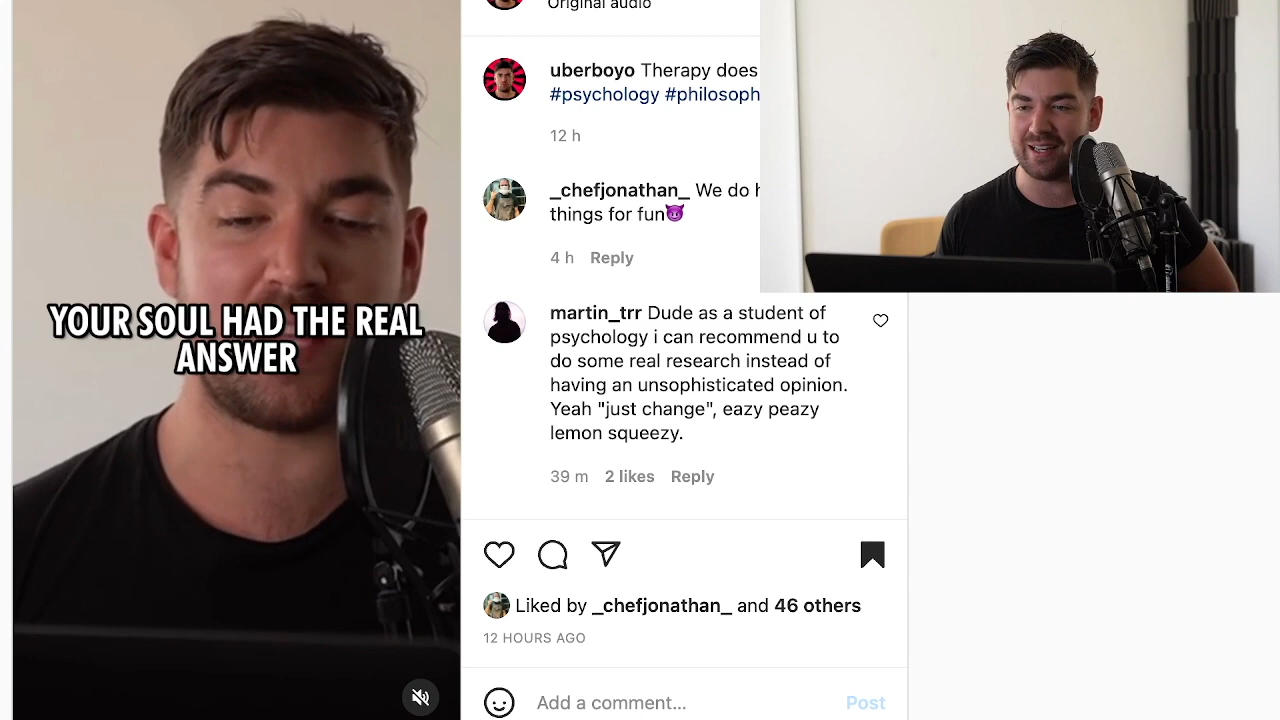 YOUR SOUL HAD THE REAL
ANSWER
Original audio
uberboyo Therapy does
#psychology #philosoph
12 h
_chefjonathan_ We do h
things for fun😈
4 h Reply
martin_trr Dude as a student of
psychology i can recommend u to
do some real research instead of
having an unsophisticated opinion.
Yeah "just change", eazy peazy
lemon squeezy.
39 m 2 likes Reply
Liked by _chefjonathan_ and 46 others
12 HOURS AGO
Add a comment... Post